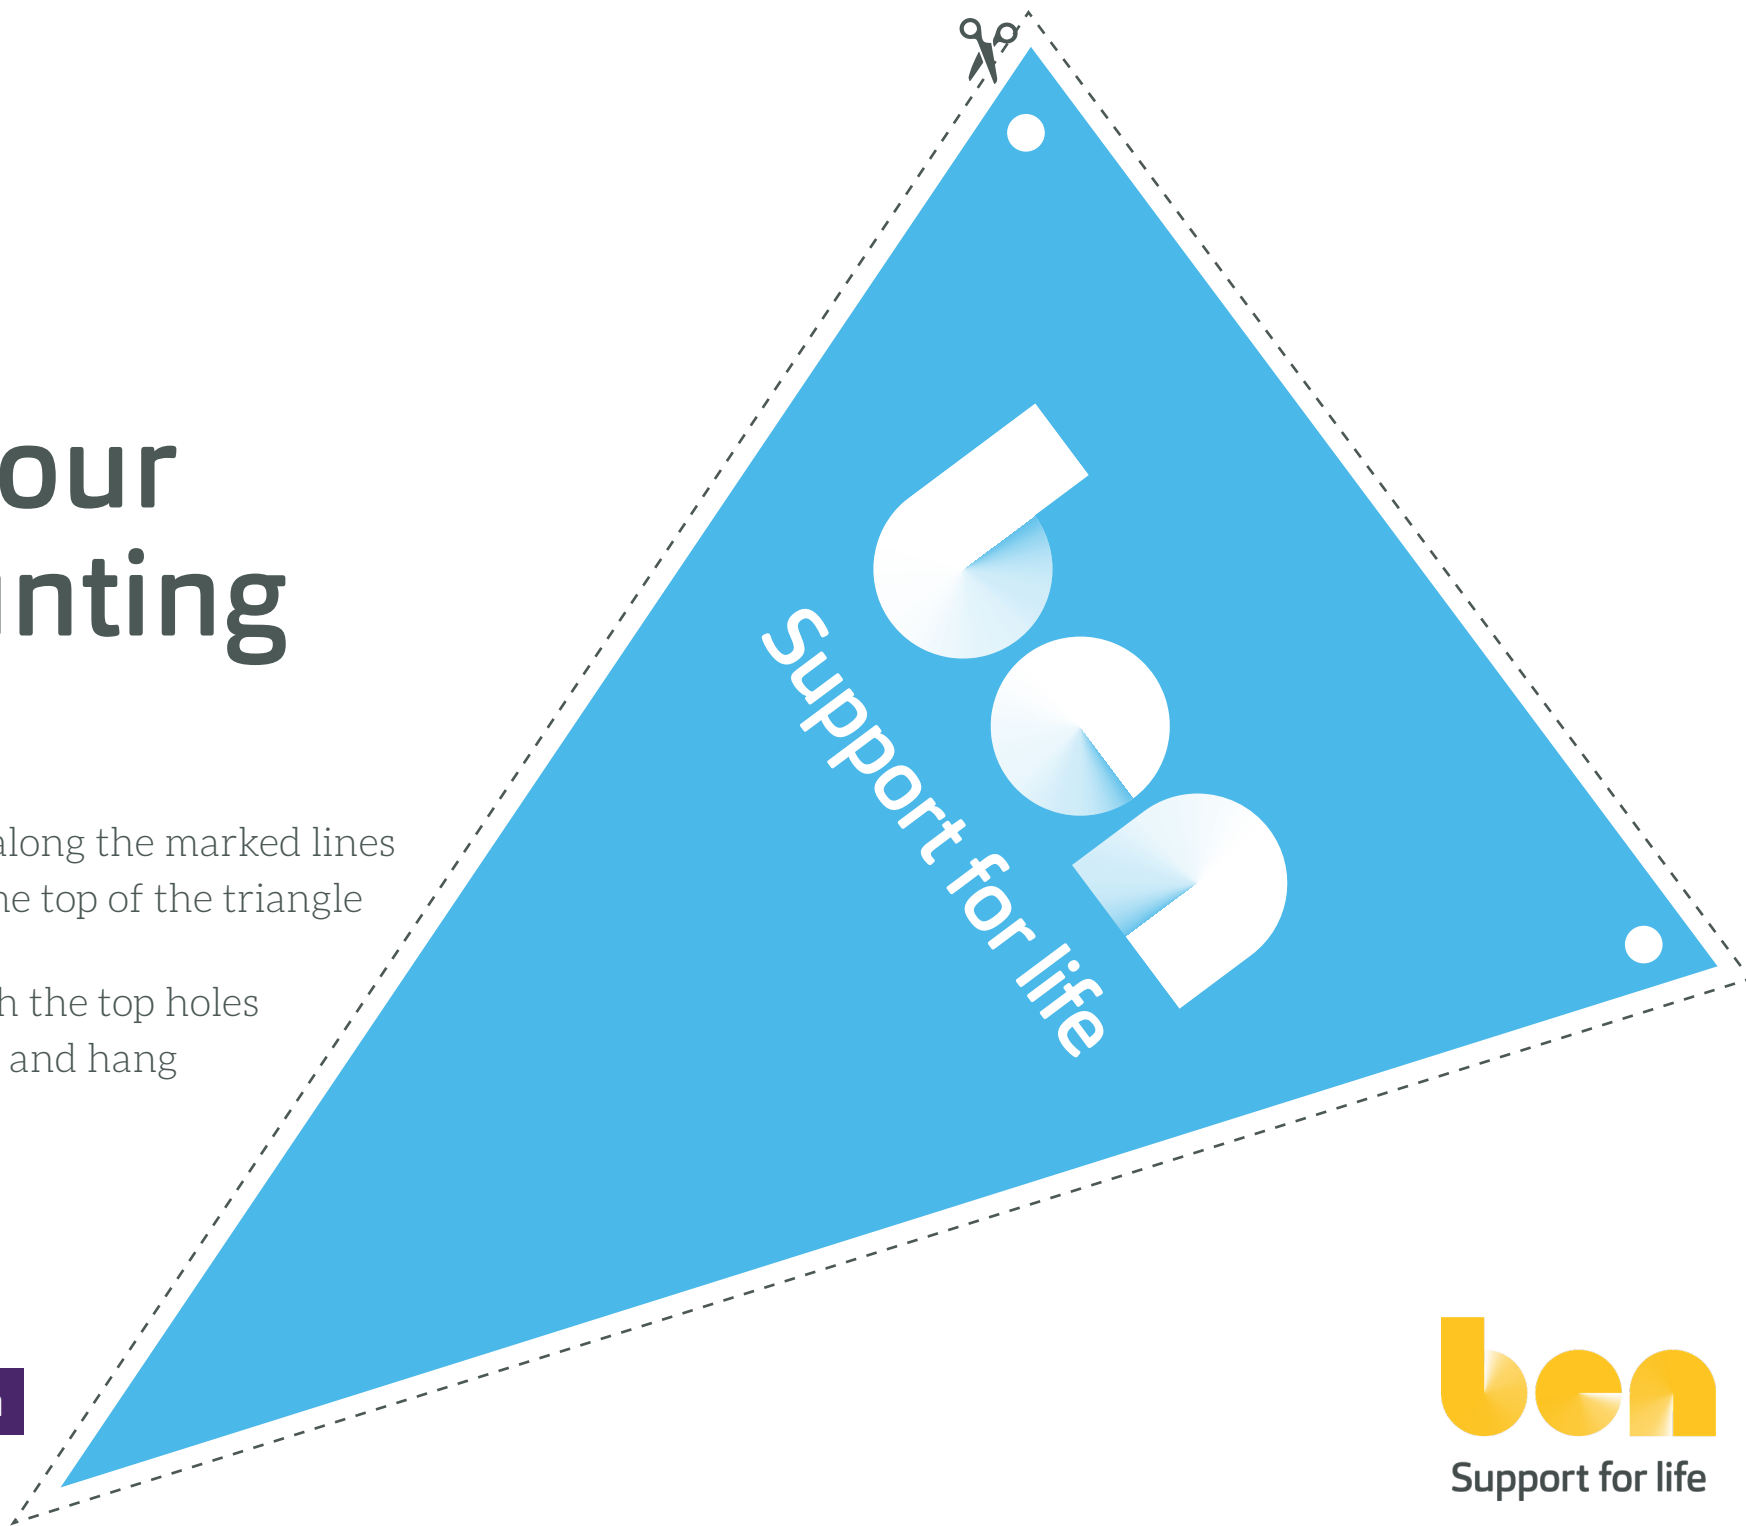 our
nting
along the marked lines
he top of the triangle
h the top holes
and hang
ben
Support for life
ben
Support for life